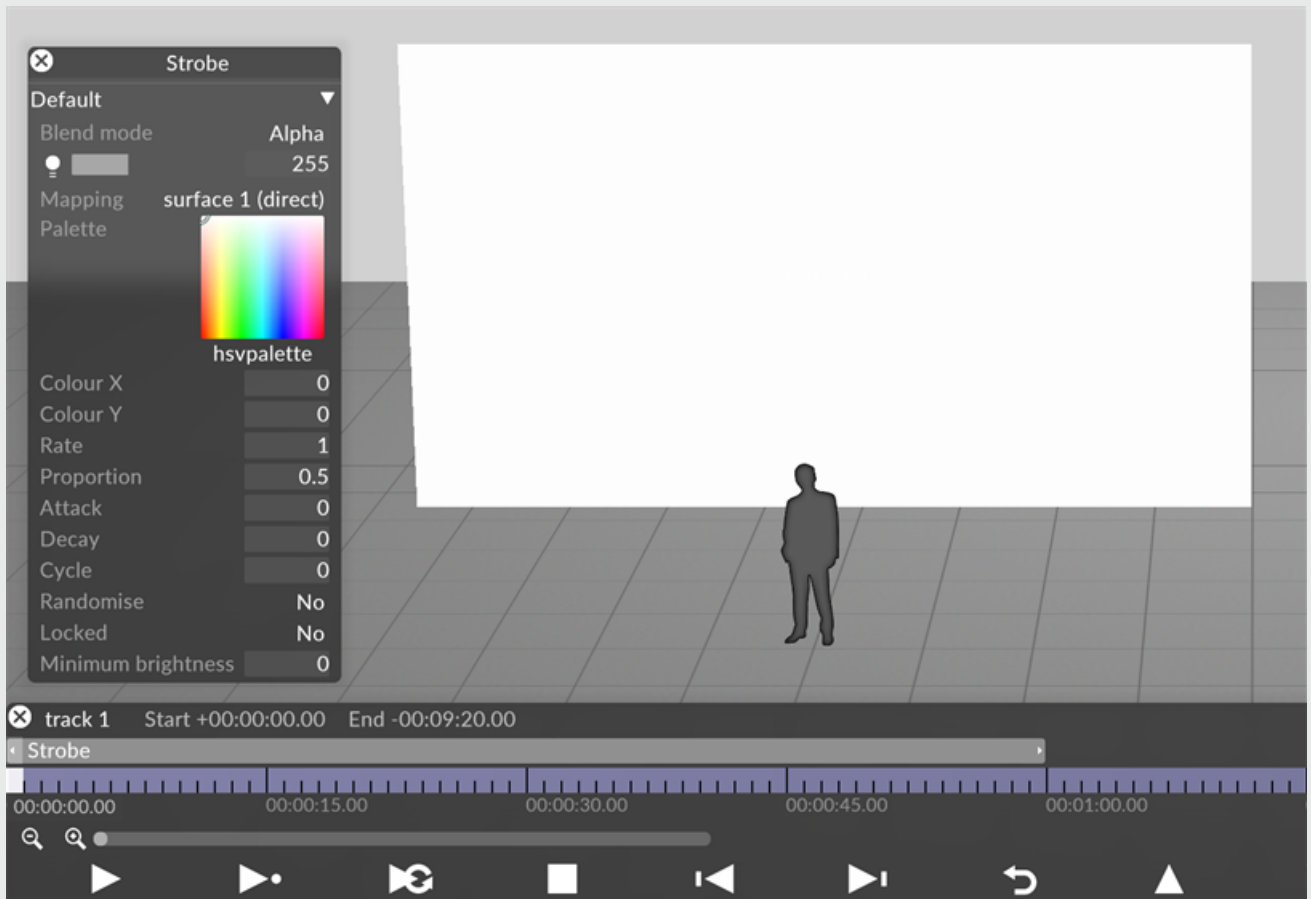 Strobe
Default
Blend mode Alpha
255
Mapping surface 1 (direct)
Palette
hsvpalette
Colour X 0
Colour Y 0
Rate 1
Proportion 0.5
Attack 0
Decay 0
Cycle 0
Randomise No
Locked No
Minimum brightness 0
track 1 Start +00:00:00.00 End -00:09:20.00
Strobe
00:00:00.00 00:00:15.00 00:00:30.00 00:00:45.00 00:01:00.00